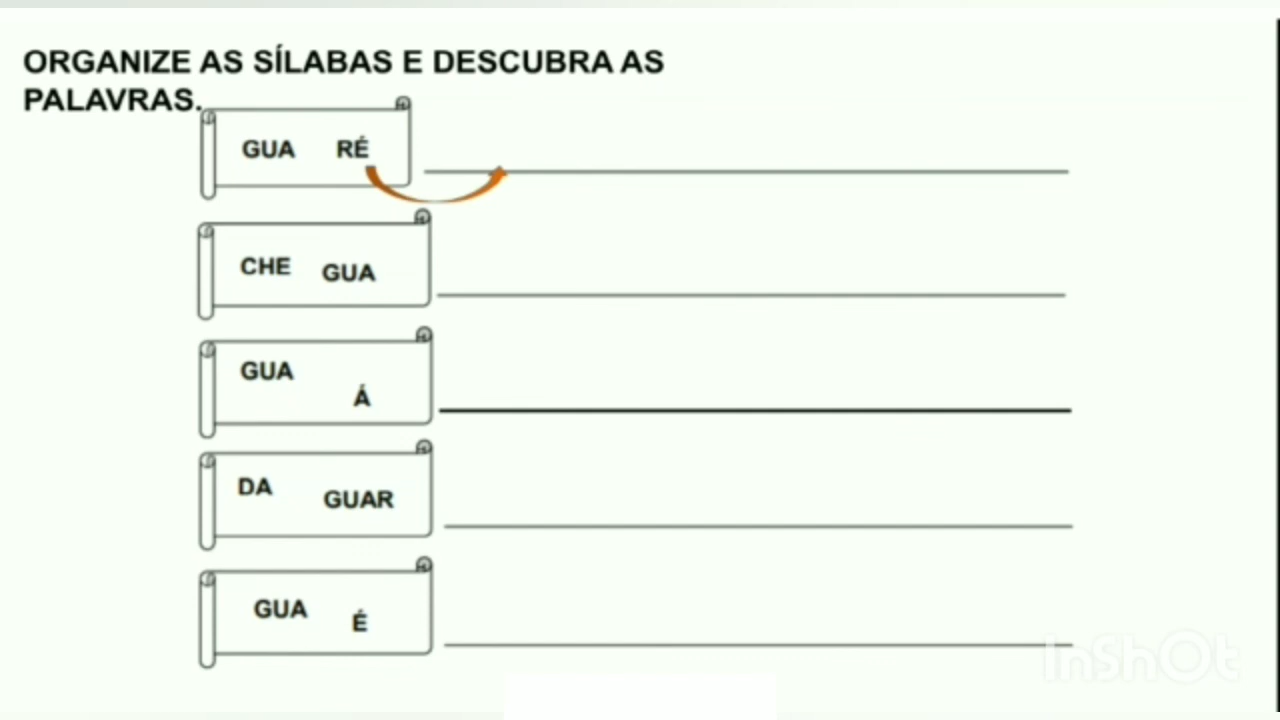 ORGANIZE AS SÍLABAS E DESCUBRA AS
PALAVRAS.
GUA RÉ
CHE GUA
GUA Á
DA GUAR
GUA É
InShOt